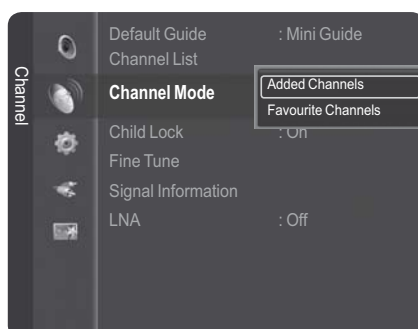 Channel
Default Guide : Mini Guide
Channel List
Channel Mode
Added Channels
Favourite Channels
Child Lock : On
Fine Tune
Signal Information
LNA : Off